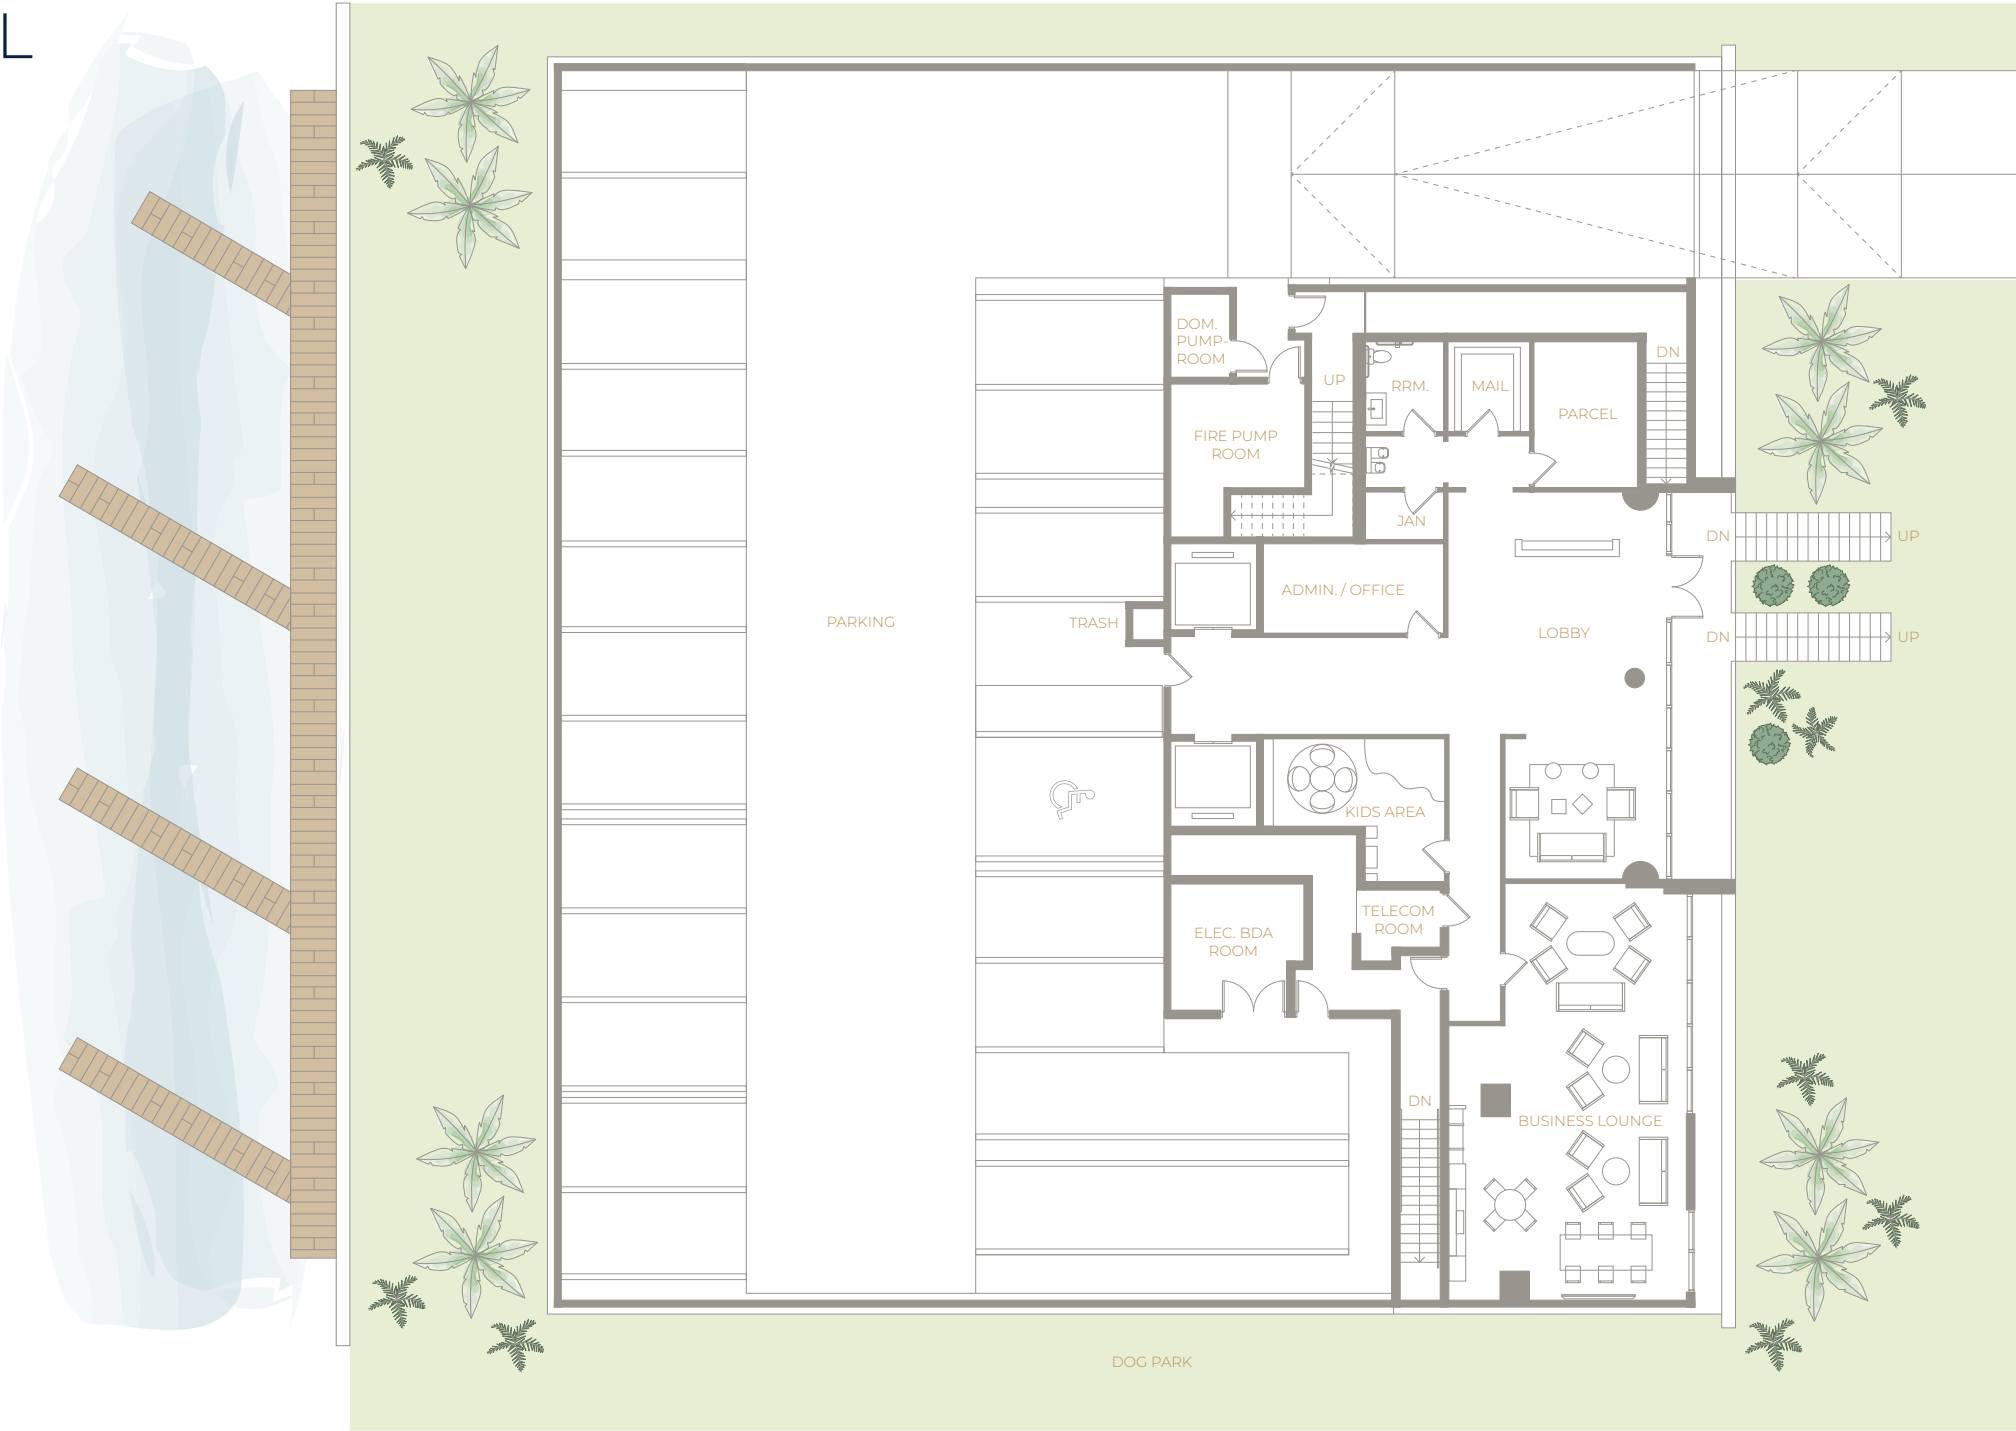 L
DOM.
PUMP-
ROOM
UP
RRM.
MAIL
DN
PARCEL
FIRE PUMP
ROOM
JAN
DN
UP
ADMIN. / OFFICE
PARKING
TRASH
LOBBY
DN
UP
KIDS AREA
TELECOM
ROOM
ELEC. BDA
ROOM
DN
BUSINESS LOUNGE
DOG PARK